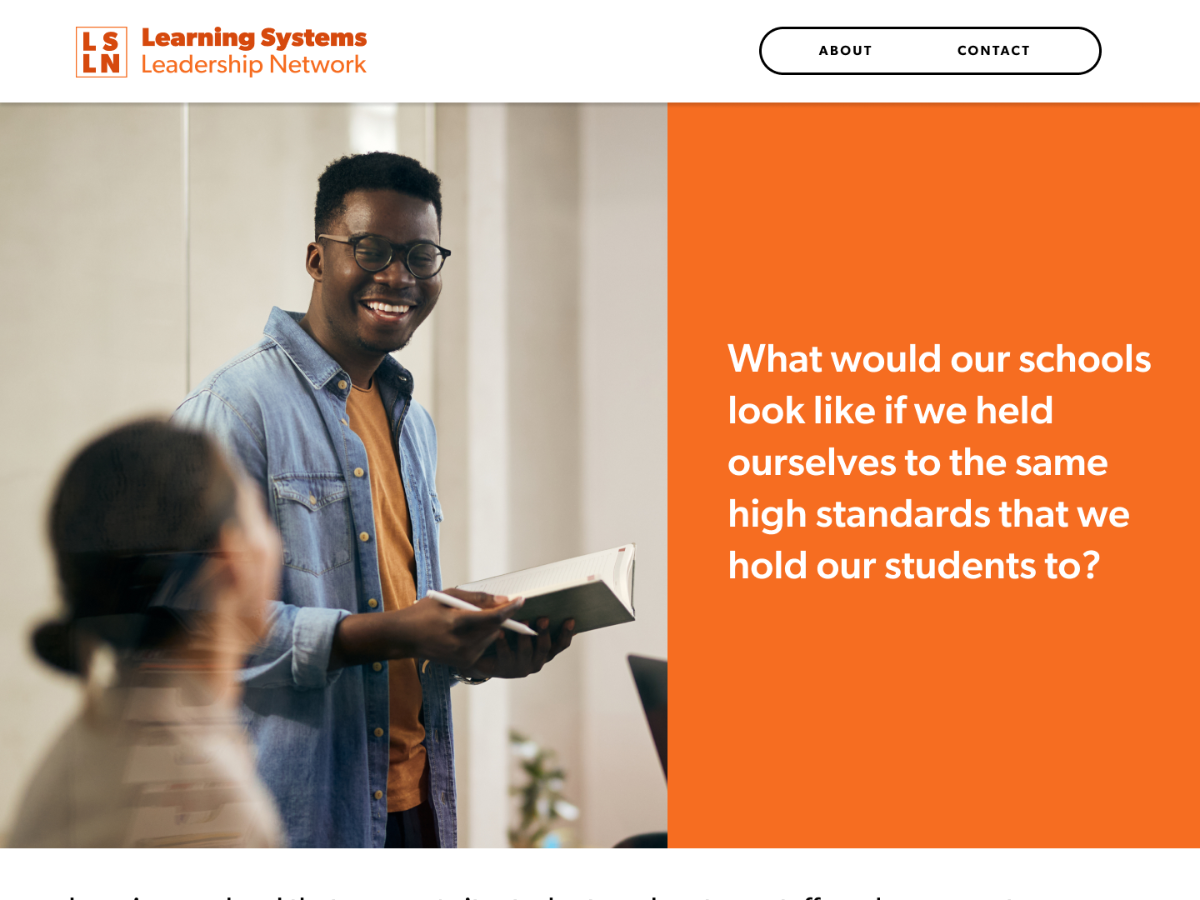 LS
LN
Learning Systems
Leadership Network
ABOUT
CONTACT
What would our schools
look like if we held
ourselves to the same
high standards that we
hold our students to?